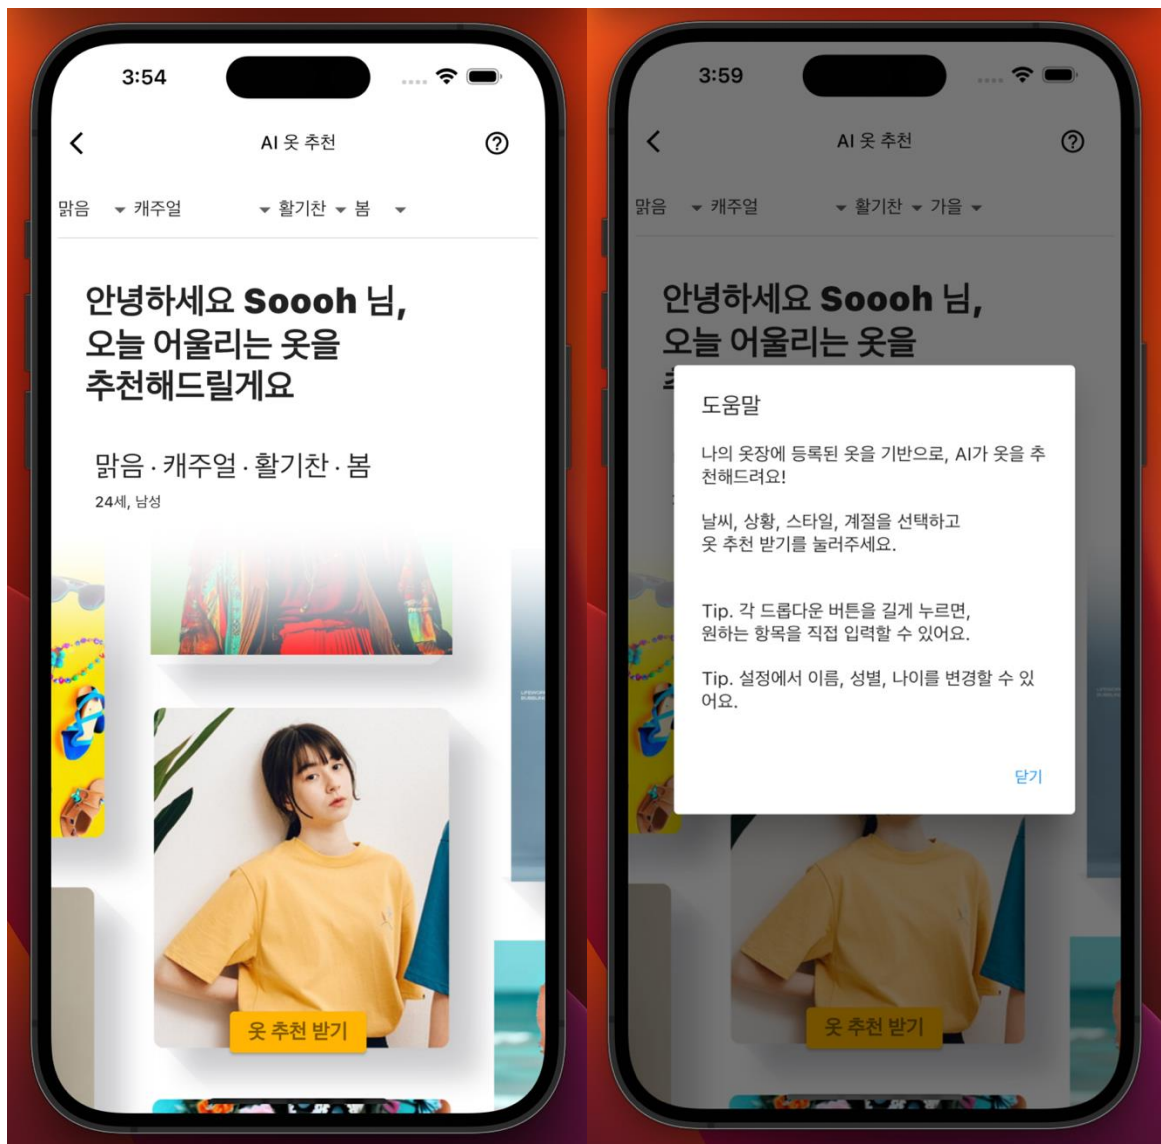 3:54
AI 옷 추천
맑음 캐주얼 활기찬 봄
안녕하세요 Soooh 님,
오늘 어울리는 옷을
추천해드릴게요
맑음 · 캐주얼 · 활기찬 · 봄
24세, 남성
옷 추천 받기
3:59
AI 옷 추천
맑음 캐주얼 활기찬 가을
안녕하세요 Soooh 님,
오늘 어울리는 옷을
도움말
나의 옷장에 등록된 옷을 기반으로, AI가 옷을 추
천해드려요!
날씨, 상황, 스타일, 계절을 선택하고
옷 추천 받기를 눌러주세요.
Tip. 각 드롭다운 버튼을 길게 누르면,
원하는 항목을 직접 입력할 수 있어요.
Tip. 설정에서 이름, 성별, 나이를 변경할 수 있
어요.
닫기
옷 추천 받기